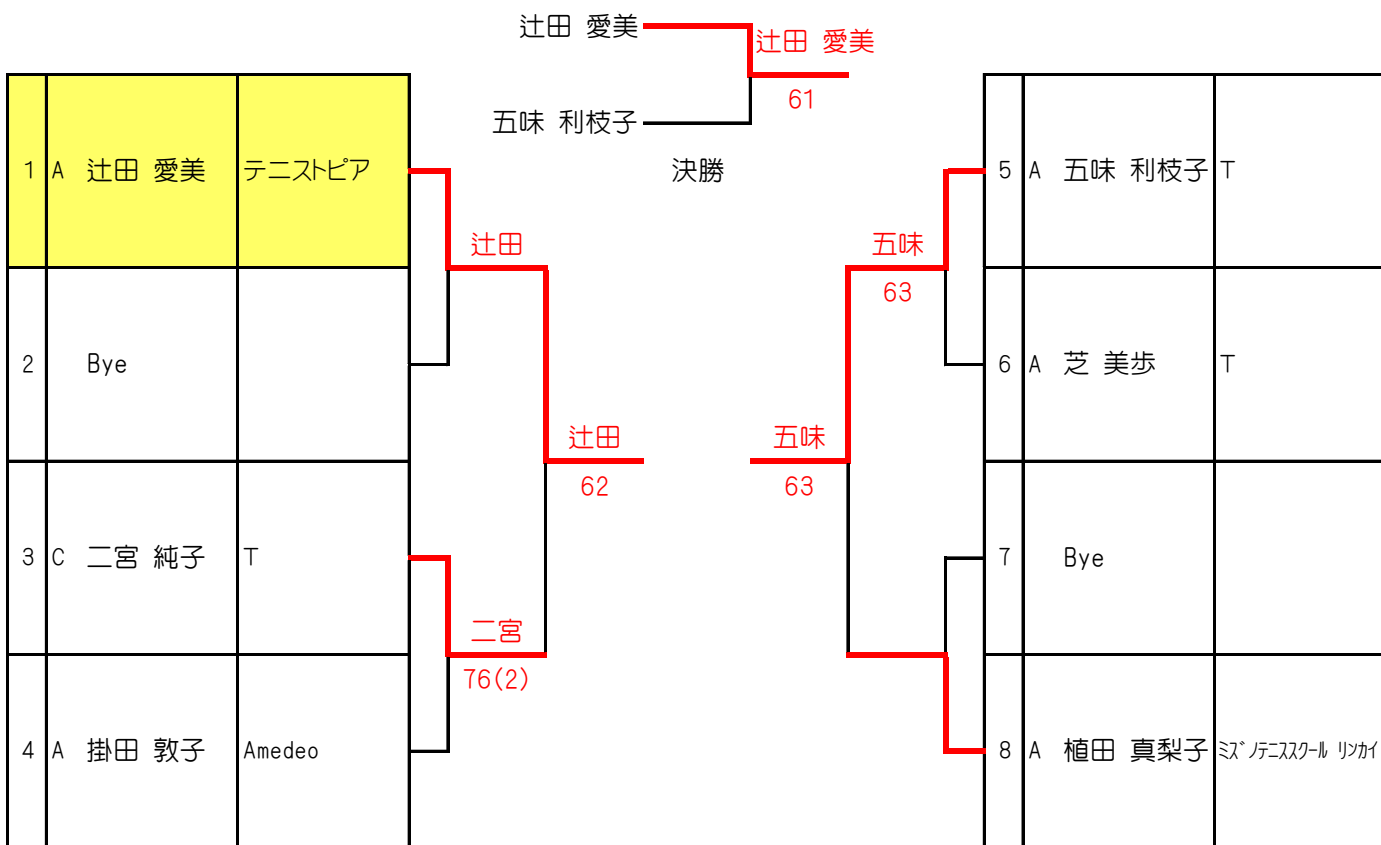 辻田 愛美
辻田 愛美
61
五味 利枝子
決勝
1 A 辻田 愛美 テニストピア
辻田
2 Bye
辻田
62
3 C 二宮 純子 T
二宮
76(2)
4 A 掛田 敦子 Amedeo
5 A 五味 利枝子 T
五味
63
6 A 芝 美歩 T
五味
63
7 Bye
8 A 植田 真梨子 ミズノテニススクール リンカイ